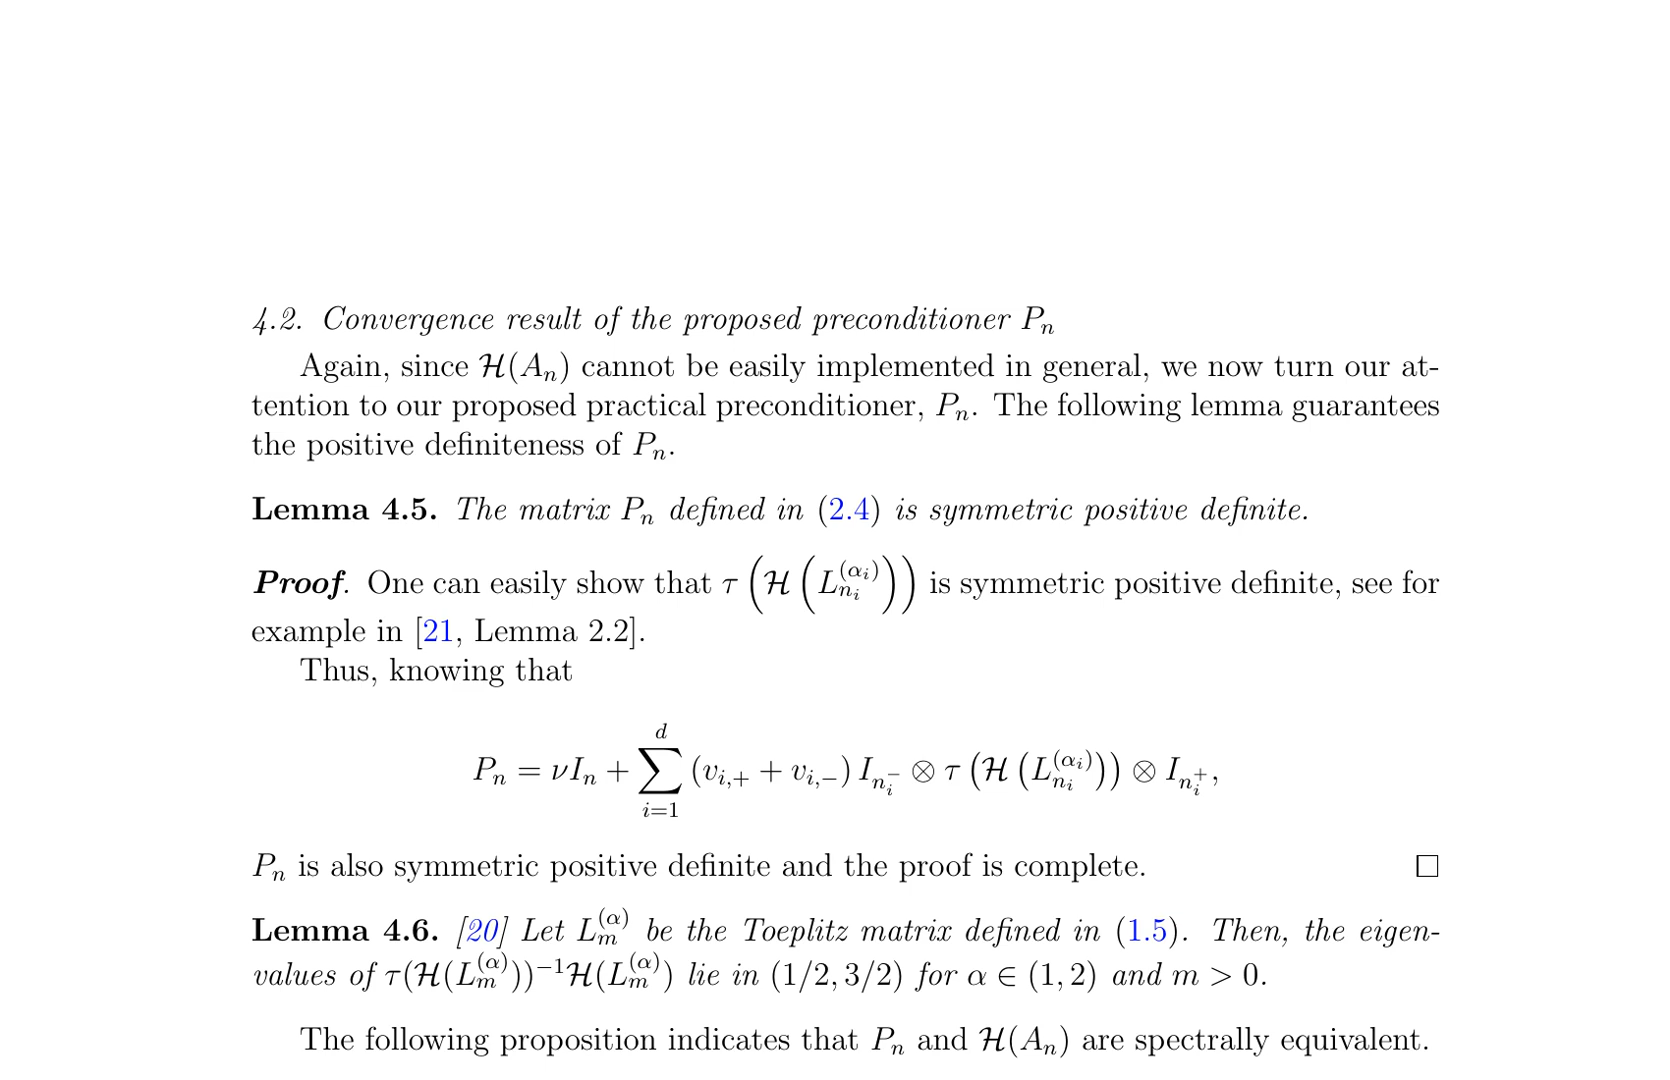 4.2. Convergence result of the proposed preconditioner $P_n$
Again, since $\mathcal{H}(A_n)$ cannot be easily implemented in general, we now turn our at-
tention to our proposed practical preconditioner, $P_n$. The following lemma guarantees
the positive definiteness of $P_n$.
Lemma 4.5. The matrix $P_n$ defined in (2.4) is symmetric positive definite.
Proof. One can easily show that $\tau\left(\mathcal{H}\left(L_{n_i}^{(\alpha_i)}\right)\right)$ is symmetric positive definite, see for
example in [21, Lemma 2.2].
Thus, knowing that
$P_n = \nu I_n + \sum_{i=1}^{d} (v_{i,+} + v_{i,-}) I_{n_i^-} \otimes \tau\left(\mathcal{H}\left(L_{n_i}^{(\alpha_i)}\right)\right) \otimes I_{n_i^+},$
$P_n$ is also symmetric positive definite and the proof is complete. □
Lemma 4.6. [20] Let $L_m^{(\alpha)}$ be the Toeplitz matrix defined in (1.5). Then, the eigen-
values of $\tau(\mathcal{H}(L_m^{(\alpha)}))^{-1}\mathcal{H}(L_m^{(\alpha)})$ lie in $(1/2, 3/2)$ for $\alpha \in (1, 2)$ and $m > 0$.
The following proposition indicates that $P_n$ and $\mathcal{H}(A_n)$ are spectrally equivalent.